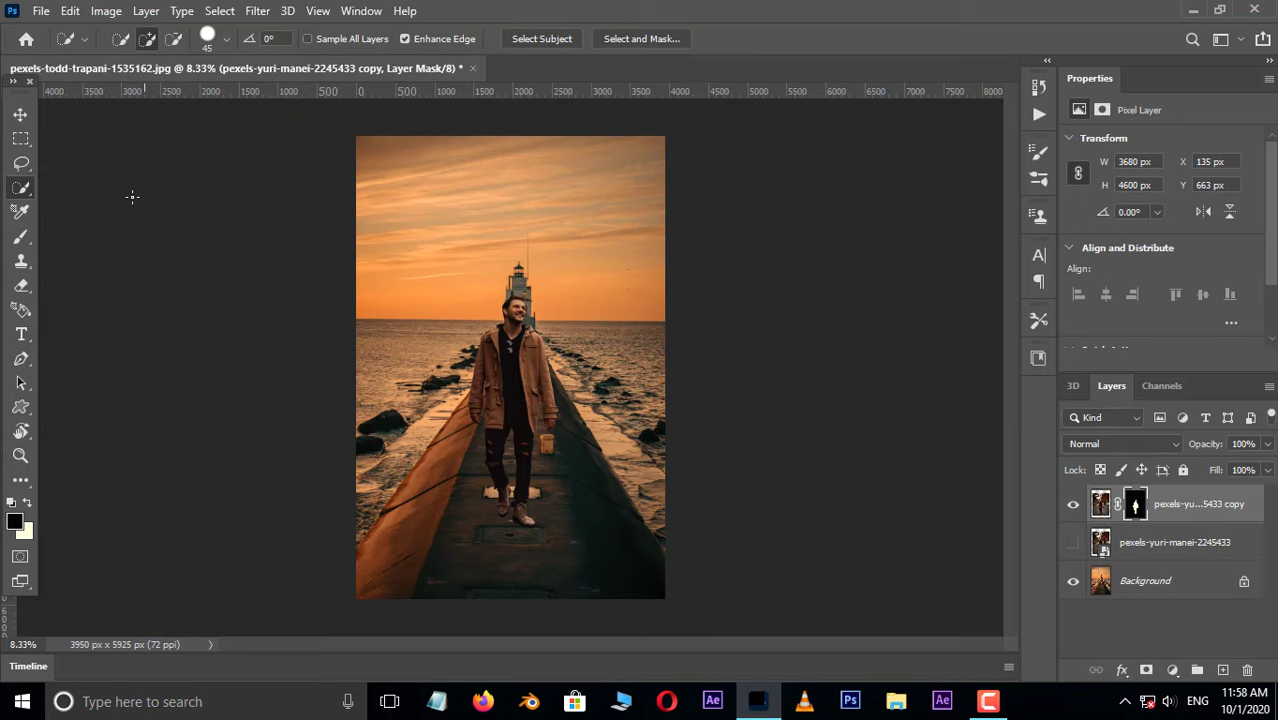 Ps File Edit Image Layer Type Select Filter 3D View Window Help
45 0° Sample All Layers Enhance Edge Select Subject Select and Mask...
pexels-todd-trapani-1535162.jpg @ 8.33% (pexels-yuri-manei-2245433 copy, Layer Mask/8) *
4000 3500 3000 2500 2000 1500 1000 500 0 500 1000 1500 2000 2500 3000 3500 4000 4500 5000 5500 6000 6500 7000 7500 8000
Properties
Pixel Layer
Transform
W 3680 px X 135 px
H 4600 px Y 663 px
0.00°
Align and Distribute
Align:
3D Layers Channels
Kind
Normal Opacity: 100%
Lock: Fill: 100%
pexels-yu...5433 copy
pexels-yuri-manei-2245433
Background
8.33% 3950 px x 5925 px (72 ppi)
Timeline
Type here to search
Ae Ps Ae
ENG
11:58 AM
10/1/2020